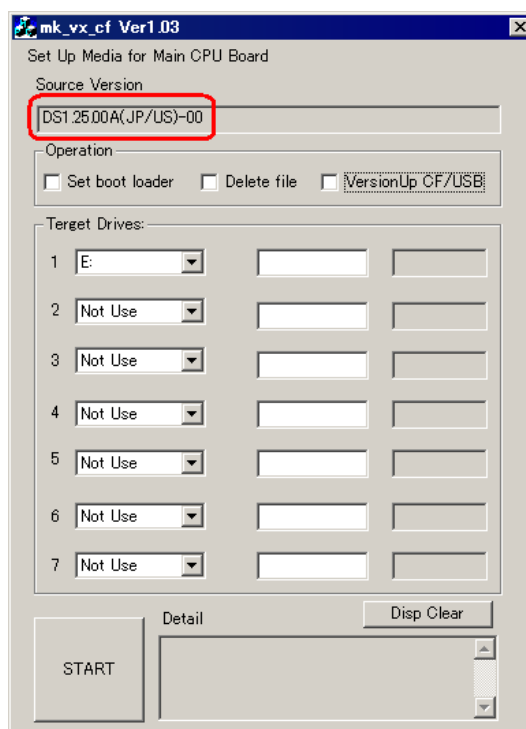 mk_vx_cf Ver1.03
Set Up Media for Main CPU Board
Source Version
DS1.25.00A(JP/US)-00
Operation
Set boot loader Delete file VersionUp CF/USB
Terget Drives:
1 E:
2 Not Use
3 Not Use
4 Not Use
5 Not Use
6 Not Use
7 Not Use
Detail Disp Clear
START